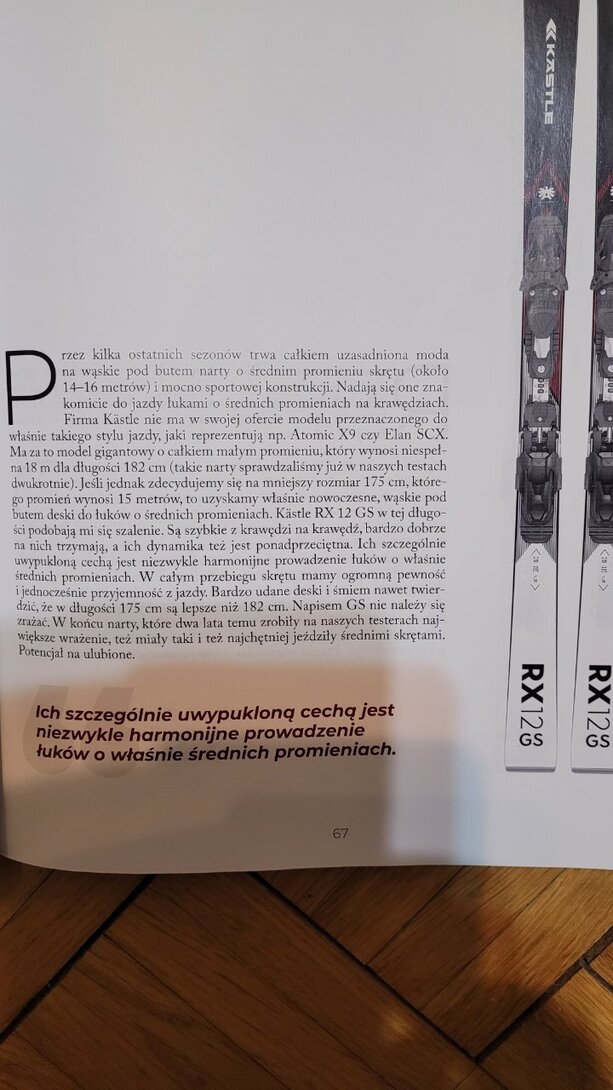 Przez kilka ostatnich sezonów trwa całkiem uzasadniona moda
na wąskie pod butem narty o średnim promieniu skrętu (około
14–16 metrów) i mocno sportowej konstrukcji. Nadają się one zna-
komicie do jazdy łukami o średnich promieniach na krawędziach.
Firma Kästle nie ma w swojej ofercie modelu przeznaczonego do
właśnie takiego stylu jazdy, jaki reprezentują np. Atomic X9 czy Elan SCX.
Ma za to model gigantowy o całkiem małym promieniu, który wynosi niespeł-
na 18 m dla długości 182 cm (takie narty sprawdzaliśmy już w naszych testach
dwukrotnie). Jeśli jednak zdecydujemy się na mniejszy rozmiar 175 cm, które-
go promień wynosi 15 metrów, to uzyskamy właśnie nowoczesne, wąskie pod
butem deski do łuków o średnich promieniach. Kästle RX 12 GS w tej długo-
ści podobają mi się szalenie. Są szybkie z krawędzi na krawędź, bardzo dobrze
na nich trzymają, a ich dynamika też jest ponadprzeciętna. Ich szczególnie
uwypukloną cechą jest niezwykle harmonijne prowadzenie łuków o właśnie
średnich promieniach. W całym przebiegu skrętu mamy ogromną pewność
i jednocześnie przyjemność z jazdy. Bardzo udane deski i śmiem nawet twier-
dzić, że w długości 175 cm są lepsze niż 182 cm. Napisem GS nie należy się
zrażać. W końcu narty, które dwa lata temu zrobiły na naszych testerach naj-
większe wrażenie, też miały taki i też najchętniej jeździły średnimi skrętami.
Potencjał na ulubione.
Ich szczególnie uwypukloną cechą jest
niezwykle harmonijne prowadzenie
łuków o właśnie średnich promieniach.
67
KÄSTLE
RX12
GS
RX12
GS